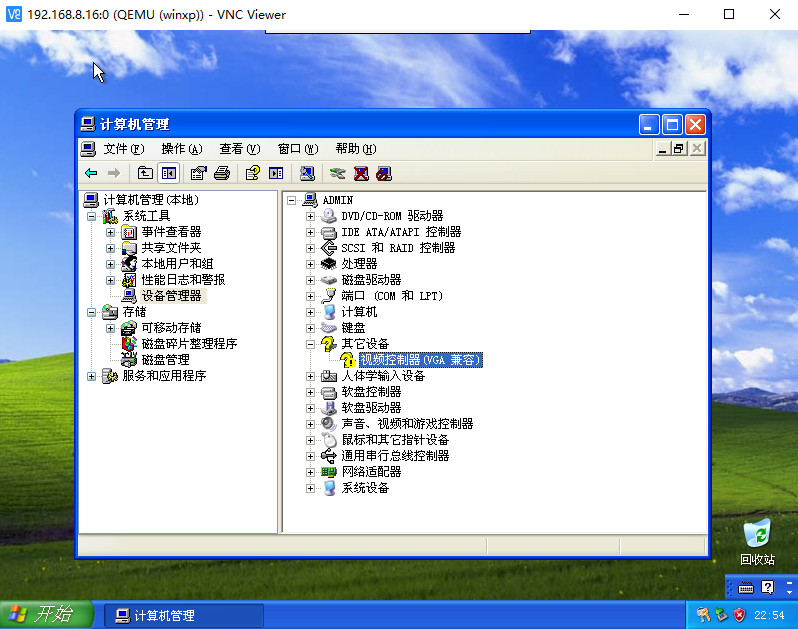 192.168.8.16:0 (QEMU (winxp)) - VNC Viewer
计算机管理
文件(F) 操作(A) 查看(V) 窗口(W) 帮助(H)
计算机管理(本地)
系统工具
事件查看器
共享文件夹
本地用户和组
性能日志和警报
设备管理器
存储
可移动存储
磁盘碎片整理程序
磁盘管理
服务和应用程序
ADMIN
DVD/CD-ROM 驱动器
IDE ATA/ATAPI 控制器
SCSI 和 RAID 控制器
处理器
磁盘驱动器
端口 (COM 和 LPT)
计算机
键盘
其它设备
视频控制器(VGA 兼容)
人体学输入设备
软盘控制器
软盘驱动器
声音、视频和游戏控制器
鼠标和其它指针设备
通用串行总线控制器
网络适配器
系统设备
回收站
开始 计算机管理 22:54